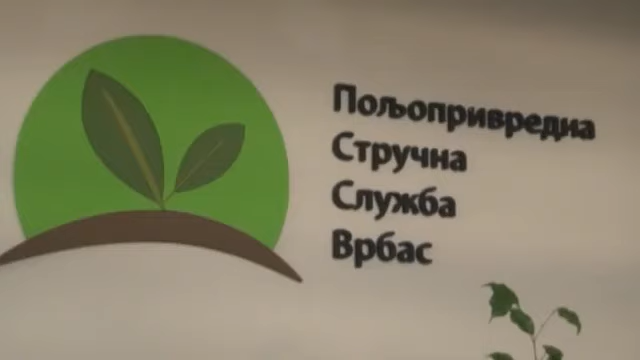 Пољопривредна
Стручна
Служба
Врбас